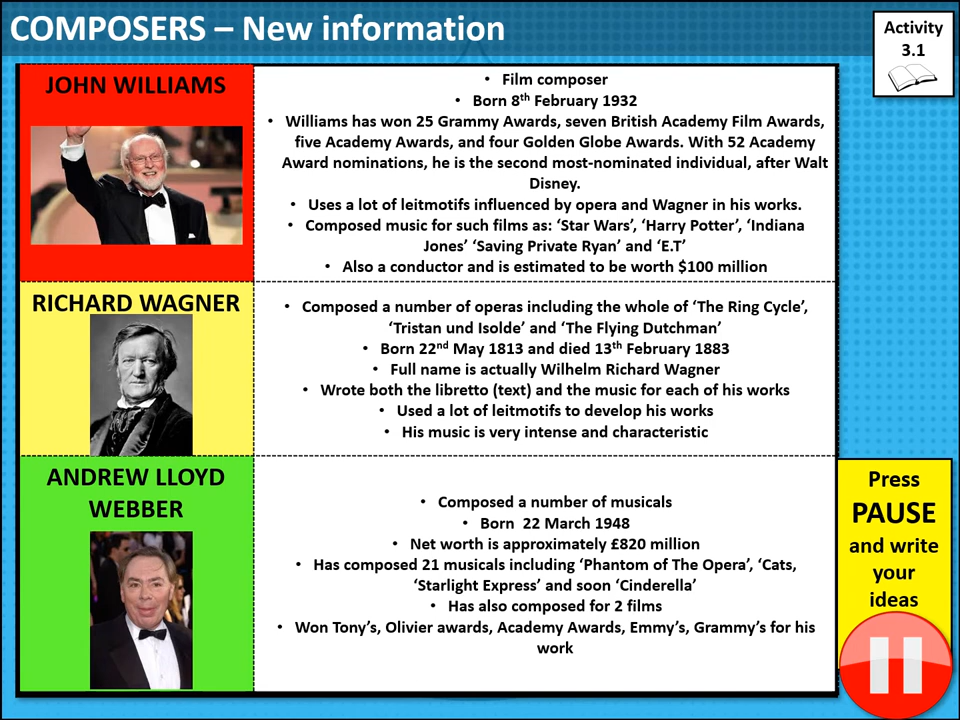 COMPOSERS – New information
Activity
3.1
JOHN WILLIAMS
• Film composer
• Born 8th February 1932
• Williams has won 25 Grammy Awards, seven British Academy Film Awards,
five Academy Awards, and four Golden Globe Awards. With 52 Academy
Award nominations, he is the second most-nominated individual, after Walt
Disney.
• Uses a lot of leitmotifs influenced by opera and Wagner in his works.
• Composed music for such films as: ‘Star Wars’, ‘Harry Potter’, ‘Indiana
Jones’ ‘Saving Private Ryan’ and ‘E.T’
• Also a conductor and is estimated to be worth $100 million
RICHARD WAGNER
• Composed a number of operas including the whole of ‘The Ring Cycle’,
‘Tristan und Isolde’ and ‘The Flying Dutchman’
• Born 22nd May 1813 and died 13th February 1883
• Full name is actually Wilhelm Richard Wagner
• Wrote both the libretto (text) and the music for each of his works
• Used a lot of leitmotifs to develop his works
• His music is very intense and characteristic
ANDREW LLOYD
WEBBER
• Composed a number of musicals
• Born 22 March 1948
• Net worth is approximately £820 million
• Has composed 21 musicals including ‘Phantom of The Opera’, ‘Cats,
‘Starlight Express’ and soon ‘Cinderella’
• Has also composed for 2 films
• Won Tony’s, Olivier awards, Academy Awards, Emmy’s, Grammy’s for his
work
Press
PAUSE
and write
your
ideas